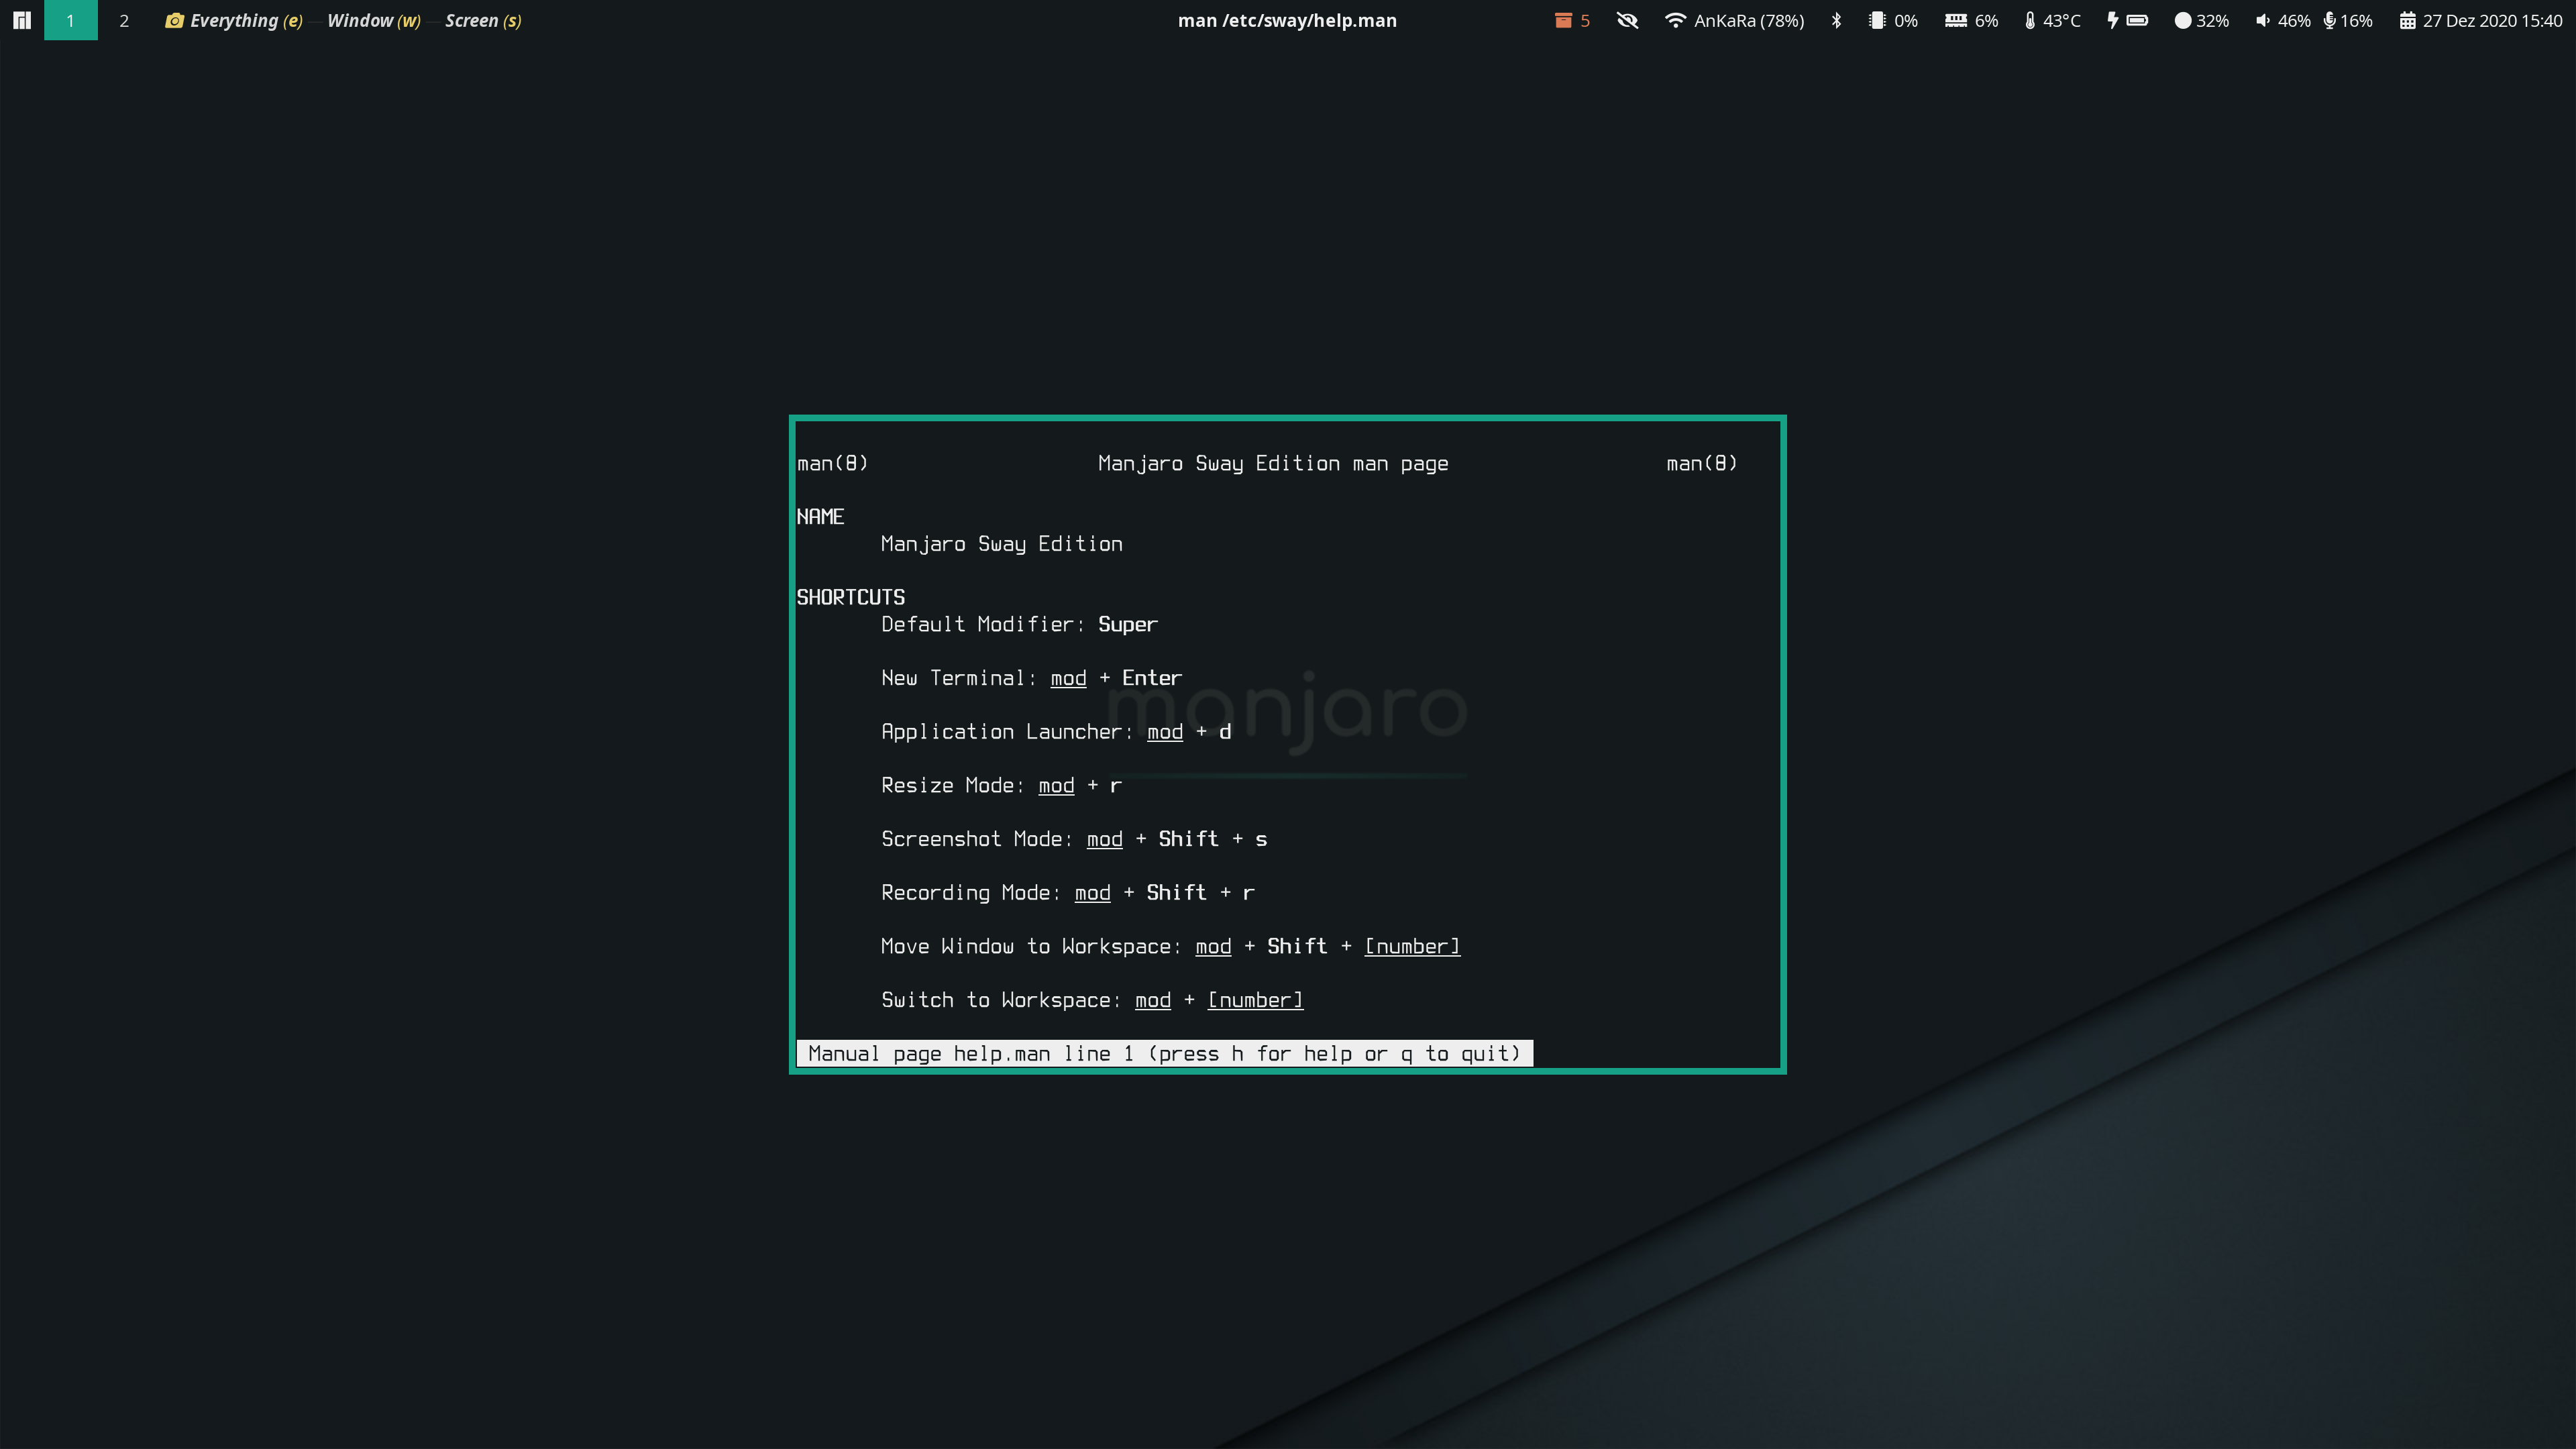 1 2 Everything (e) — Window (w) — Screen (s) man /etc/sway/help.man 5 AnKaRa (78%) 0% 6% 43°C 32% 46% 16% 27 Dez 2020 15:40
man(8) Manjaro Sway Edition man page man(8)
NAME
Manjaro Sway Edition
SHORTCUTS
Default Modifier: Super
New Terminal: mod + Enter
manjaro
Application Launcher: mod + d
Resize Mode: mod + r
Screenshot Mode: mod + Shift + s
Recording Mode: mod + Shift + r
Move Window to Workspace: mod + Shift + [number]
Switch to Workspace: mod + [number]
Manual page help.man line 1 (press h for help or q to quit)